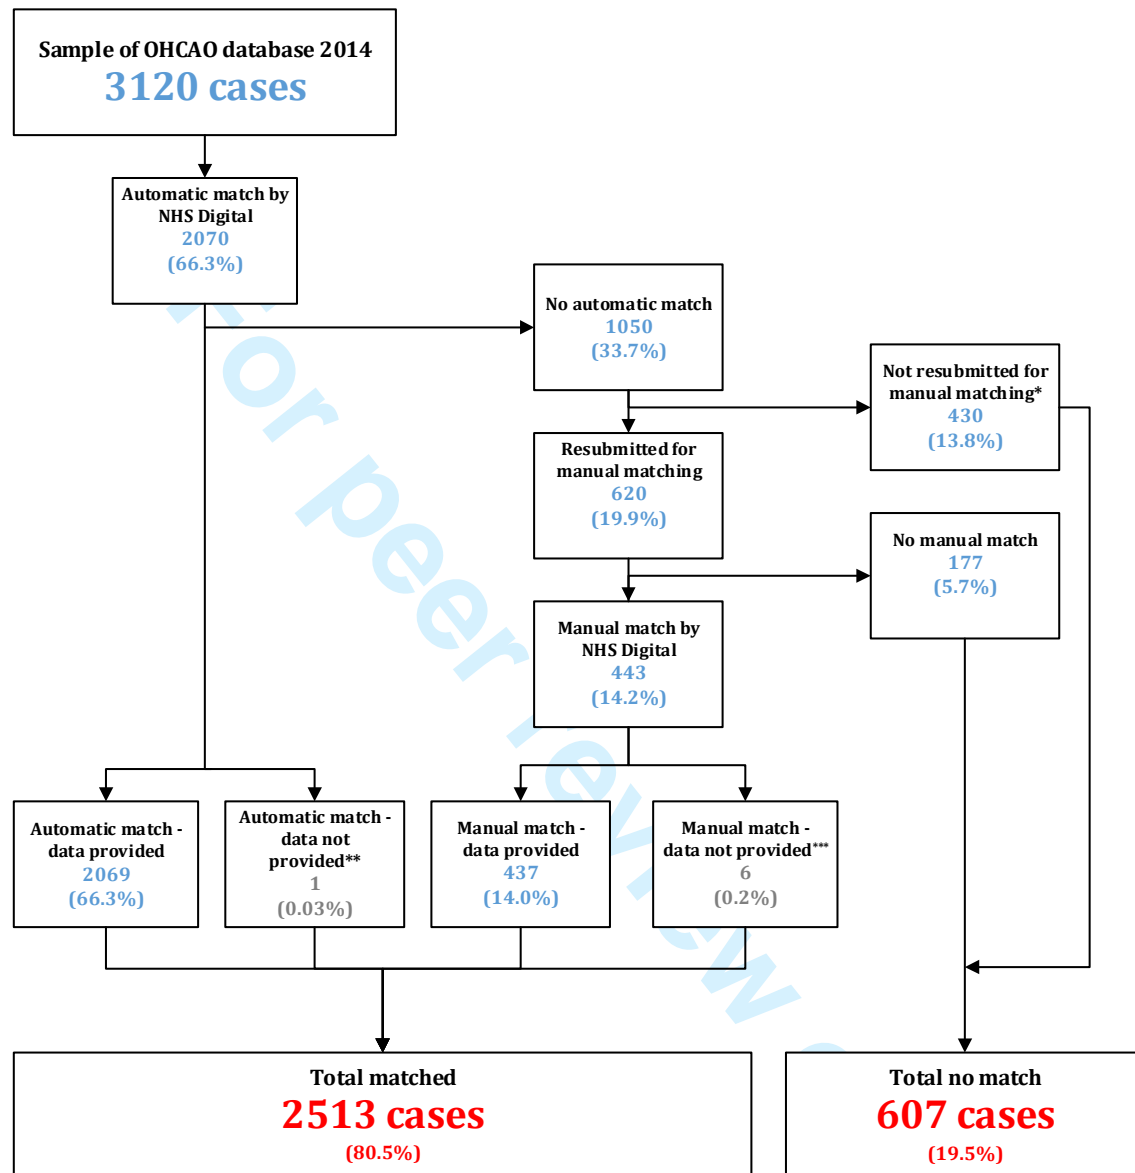 Sample of OHCAO database 2014
3120 cases
Automatic match by
NHS Digital
2070
(66.3%)
No automatic match
1050
(33.7%)
Not resubmitted for
manual matching*
430
(13.8%)
Resubmitted for
manual matching
620
(19.9%)
No manual match
177
(5.7%)
Manual match by
NHS Digital
443
(14.2%)
Automatic match -
data provided
2069
(66.3%)
Automatic match -
data not
provided**
1
(0.03%)
Manual match -
data provided
437
(14.0%)
Manual match -
data not provided***
6
(0.2%)
Total matched
2513 cases
(80.5%)
Total no match
607 cases
(19.5%)
For peer review